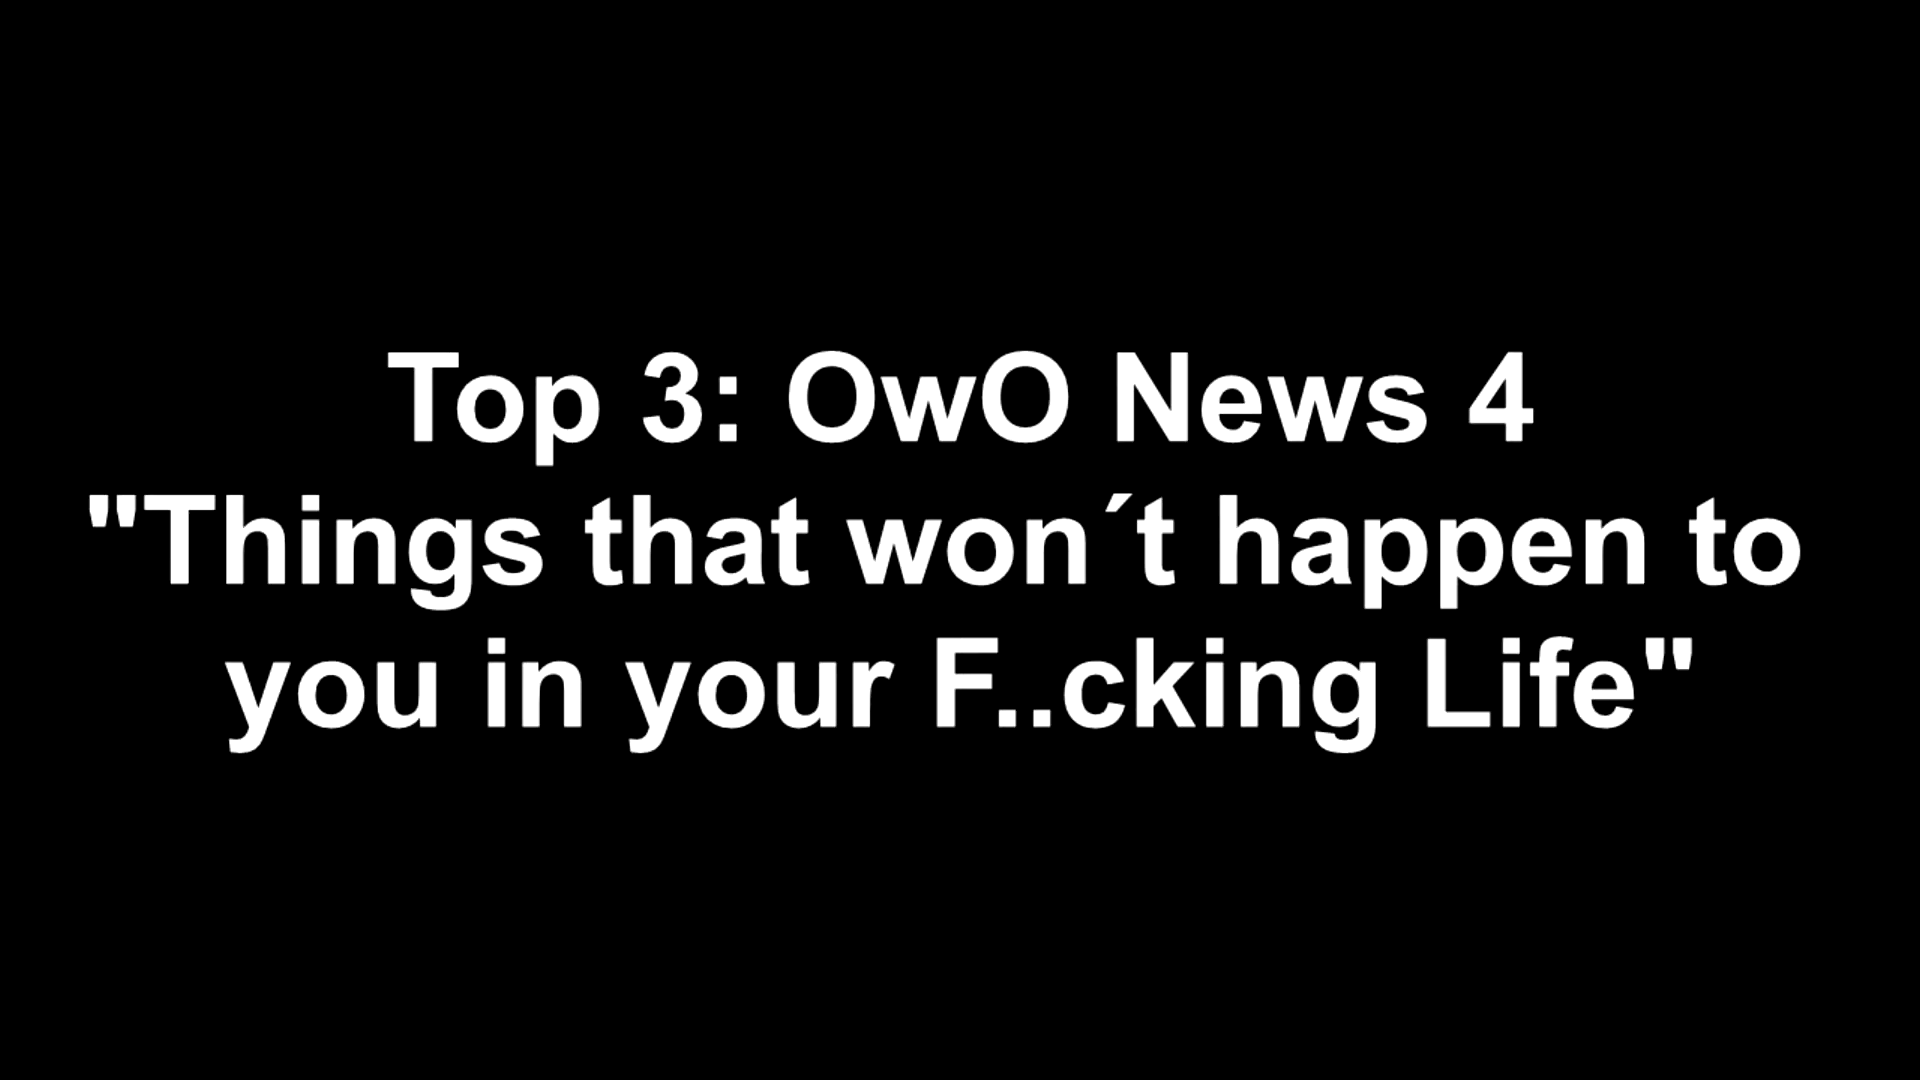 Top 3: OwO News 4
"Things that won´t happen to
you in your F..cking Life"